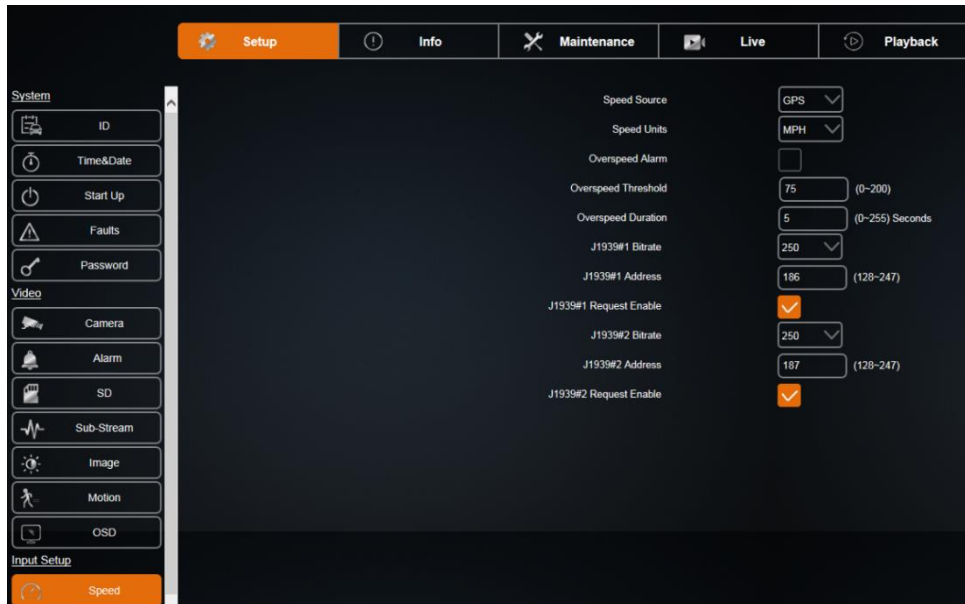 Setup Info Maintenance Live Playback
System
ID
Time&Date
Start Up
Faults
Password
Video
Camera
Alarm
SD
Sub-Stream
Image
Motion
OSD
Input Setup
Speed
Speed Source GPS
Speed Units MPH
Overspeed Alarm
Overspeed Threshold 75 (0~200)
Overspeed Duration 5 (0~255) Seconds
J1939#1 Bitrate 250
J1939#1 Address 186 (128~247)
J1939#1 Request Enable
J1939#2 Bitrate 250
J1939#2 Address 187 (128~247)
J1939#2 Request Enable